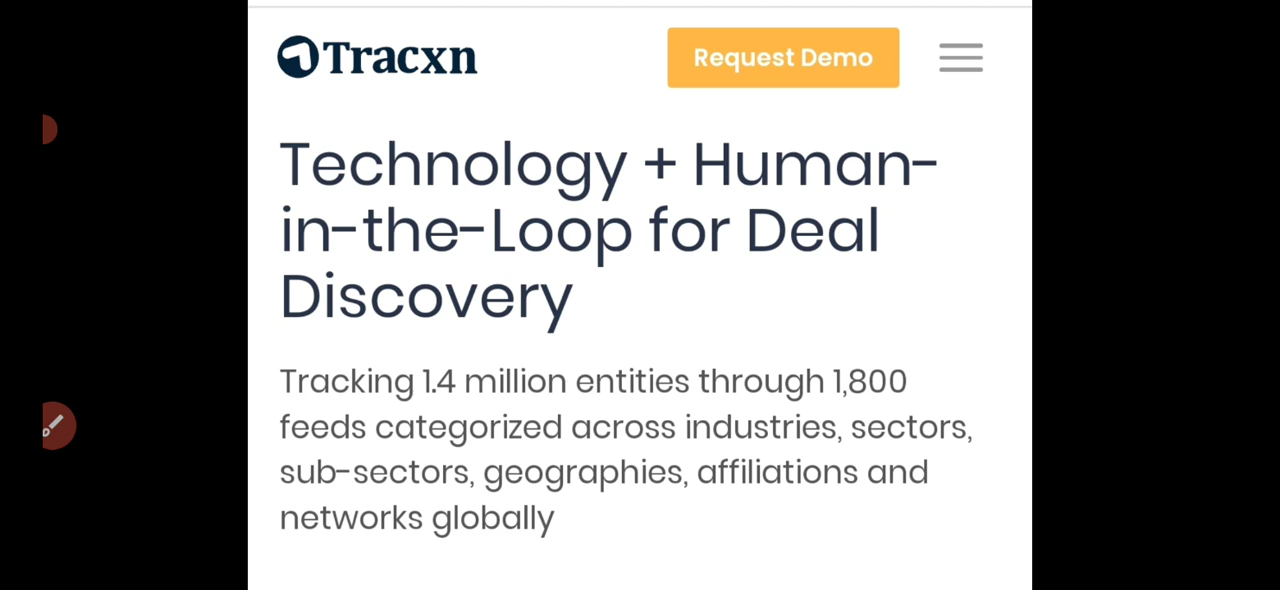 Tracxn
Request Demo
Technology + Human-
in-the-Loop for Deal
Discovery
Tracking 1.4 million entities through 1,800
feeds categorized across industries, sectors,
sub-sectors, geographies, affiliations and
networks globally